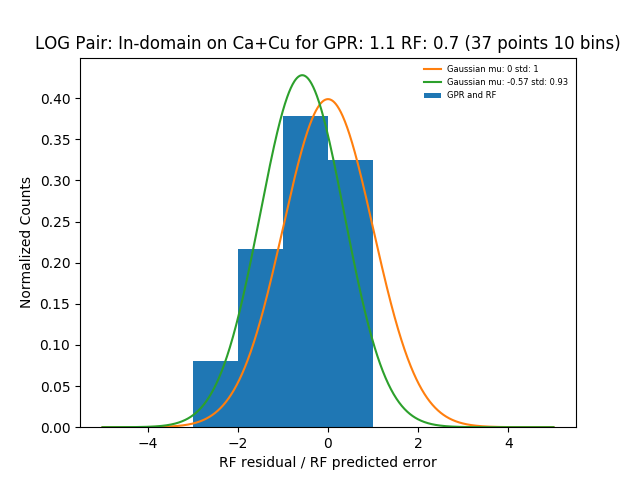 LOG Pair: In-domain on Ca+Cu for GPR: 1.1 RF: 0.7 (37 points 10 bins)
Gaussian mu: 0 std: 1
Gaussian mu: -0.57 std: 0.93
GPR and RF
Normalized Counts
0.40
0.35
0.30
0.25
0.20
0.15
0.10
0.05
0.00
−4 −2 0 2 4
RF residual / RF predicted error